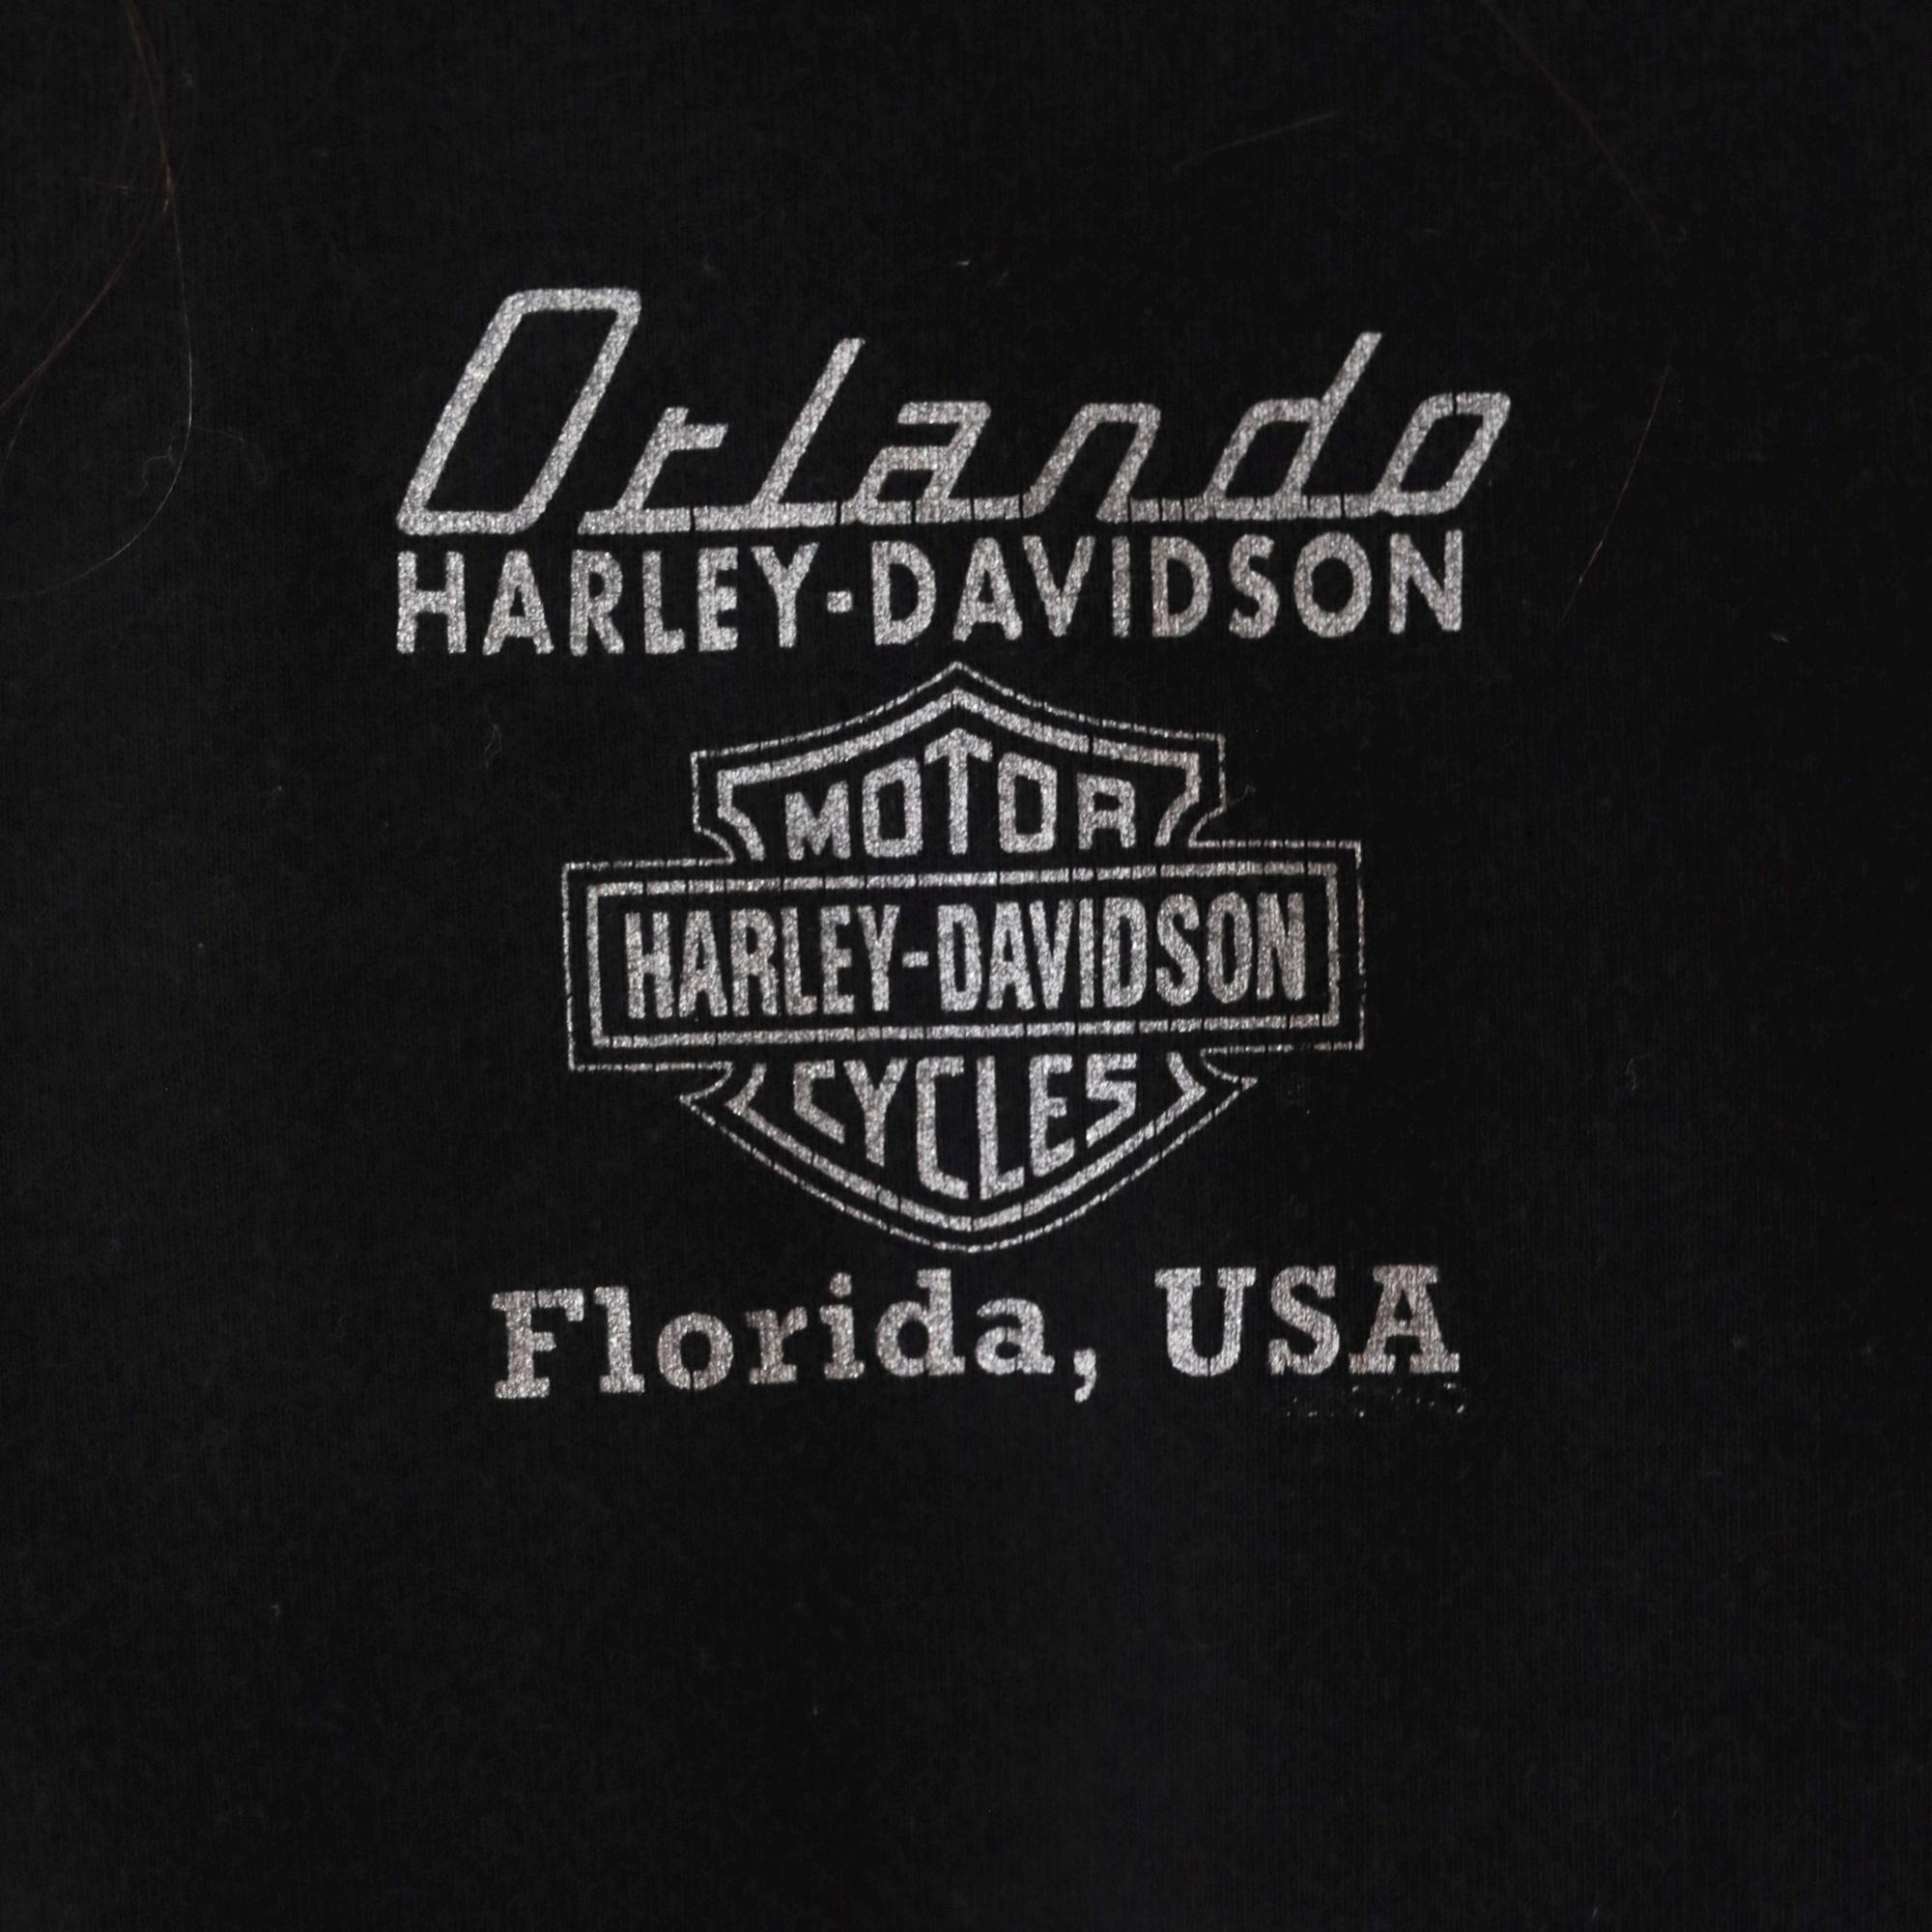 Orlando
HARLEY-DAVIDSON
MOTOR
HARLEY-DAVIDSON
CYCLES
Florida, USA